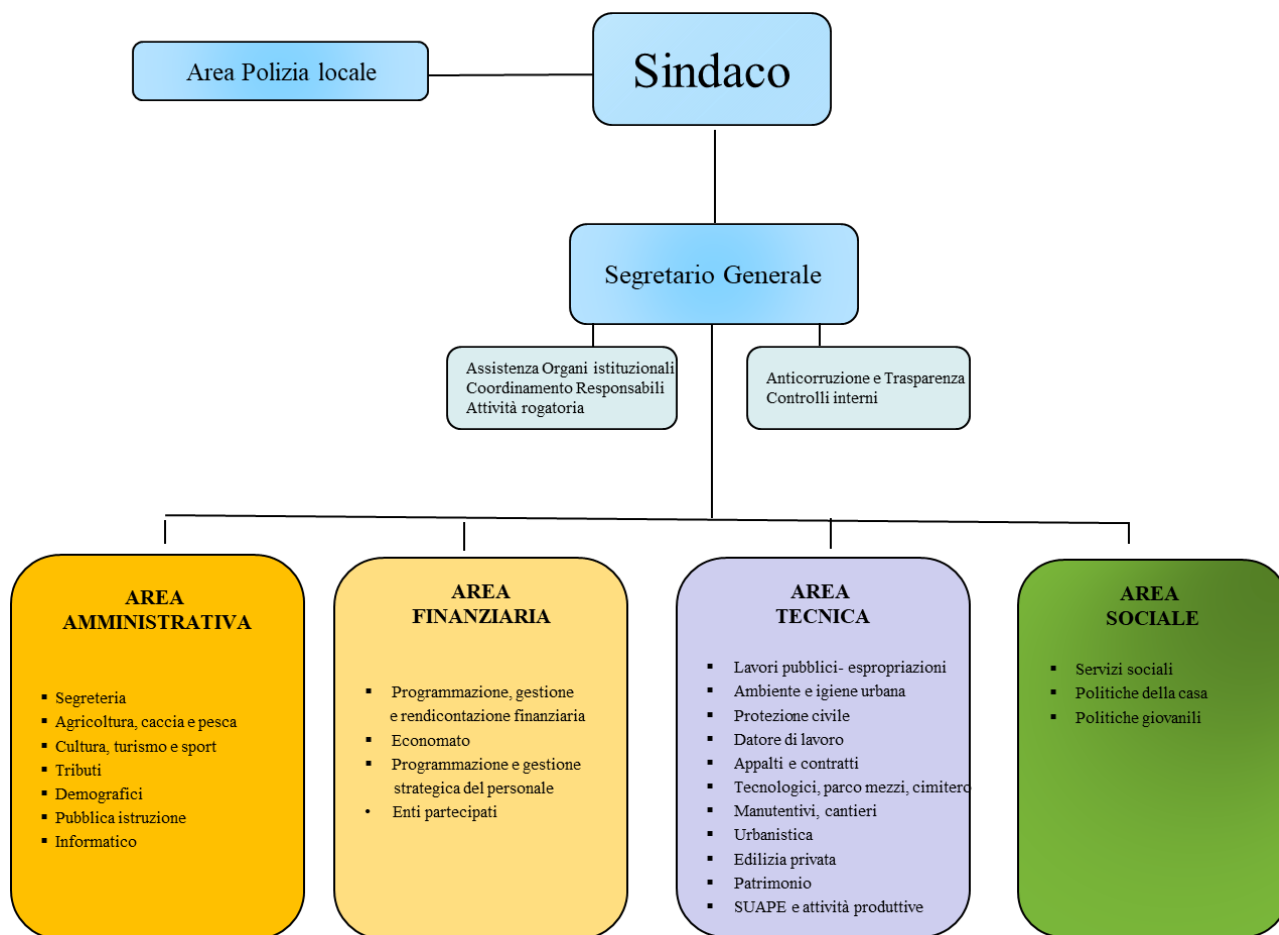 Area Polizia locale
Sindaco
Segretario Generale
Assistenza Organi istituzionali
Coordinamento Responsabili
Attività rogatoria
Anticorruzione e Trasparenza
Controlli interni
AREA
AMMINISTRATIVA
▪ Segreteria
▪ Agricoltura, caccia e pesca
▪ Cultura, turismo e sport
▪ Tributi
▪ Demografici
▪ Pubblica istruzione
▪ Informatico
AREA
FINANZIARIA
▪ Programmazione, gestione
e rendicontazione finanziaria
▪ Economato
▪ Programmazione e gestione
strategica del personale
• Enti partecipati
AREA
TECNICA
▪ Lavori pubblici- espropriazioni
▪ Ambiente e igiene urbana
▪ Protezione civile
▪ Datore di lavoro
▪ Appalti e contratti
▪ Tecnologici, parco mezzi, cimitero
▪ Manutentivi, cantieri
▪ Urbanistica
▪ Edilizia privata
▪ Patrimonio
▪ SUAPE e attività produttive
AREA
SOCIALE
▪ Servizi sociali
▪ Politiche della casa
▪ Politiche giovanili